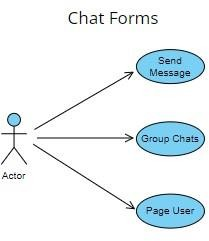 Chat Forms
Send
Message
Group Chats
Actor
Page User